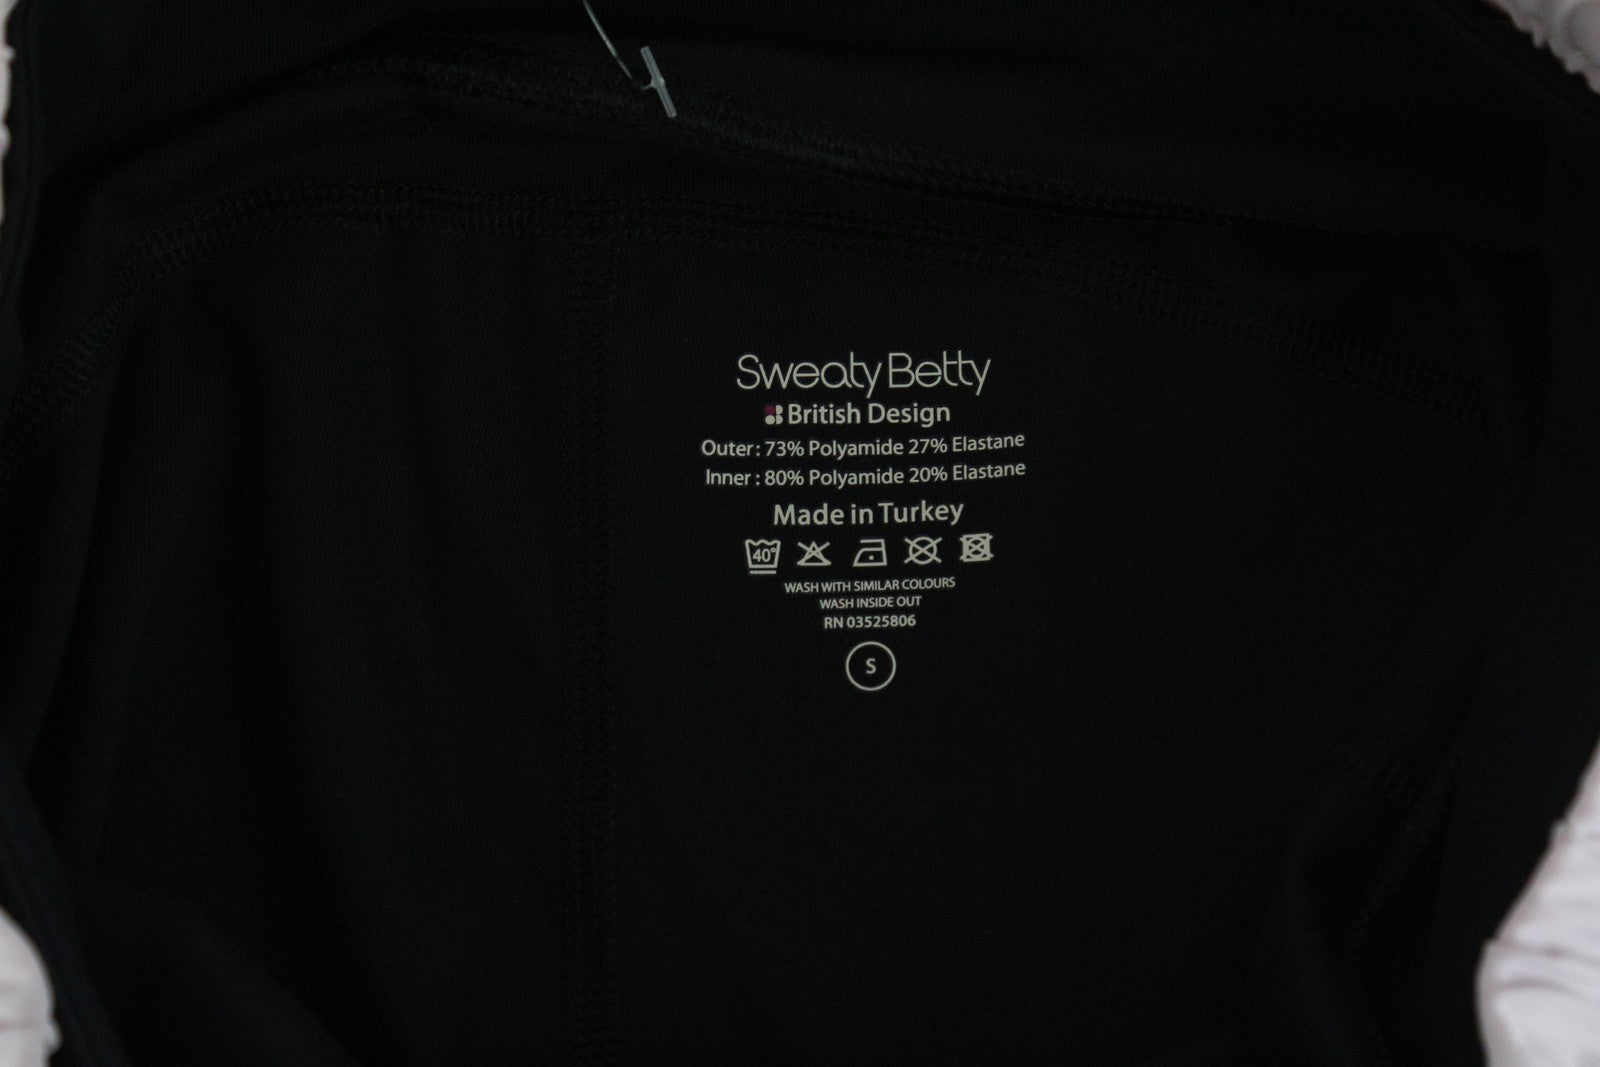 Sweaty Betty
British Design
Outer : 73% Polyamide 27% Elastane
Inner : 80% Polyamide 20% Elastane
Made in Turkey
40°
WASH WITH SIMILAR COLOURS
WASH INSIDE OUT
RN 03525806
S